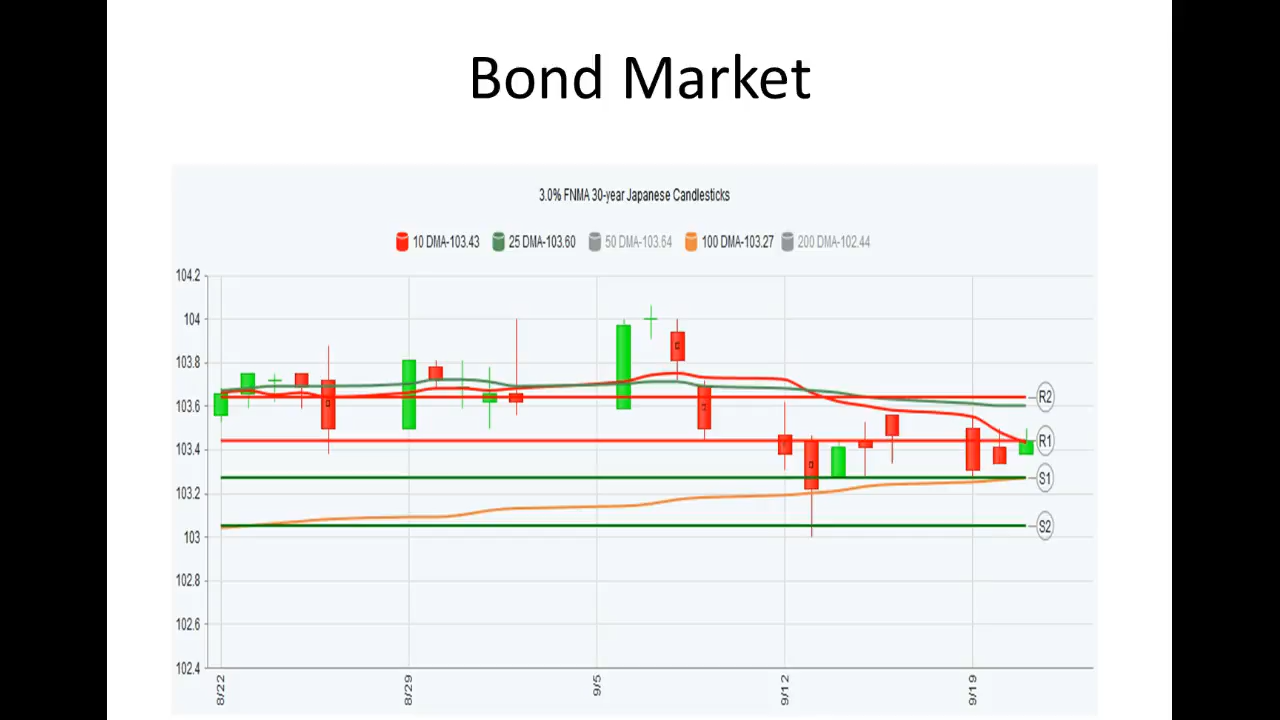 Bond Market
3.0% FNMA 30-year Japanese Candlesticks
10 DMA-103.43 25 DMA-103.60 50 DMA-103.64 100 DMA-103.27 200 DMA-102.44
104.2
104
103.8
103.6
103.4
103.2
103
102.8
102.6
102.4
R2
R1
S1
S2
8/22 8/29 9/5 9/12 9/19